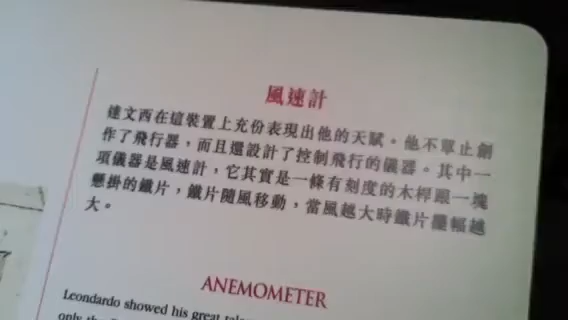 風速計
達文西在這裝置上充份表現出他的天賦。他不單止創
作了飛行器，而且還設計了控制飛行的儀器。其中一
項儀器是風速計，它其實是一條有刻度的木桿跟一塊
懸掛的鐵片，鐵片隨風移動，當風越大時鐵片擺幅越
大。
ANEMOMETER
Leondardo showed his great
only the